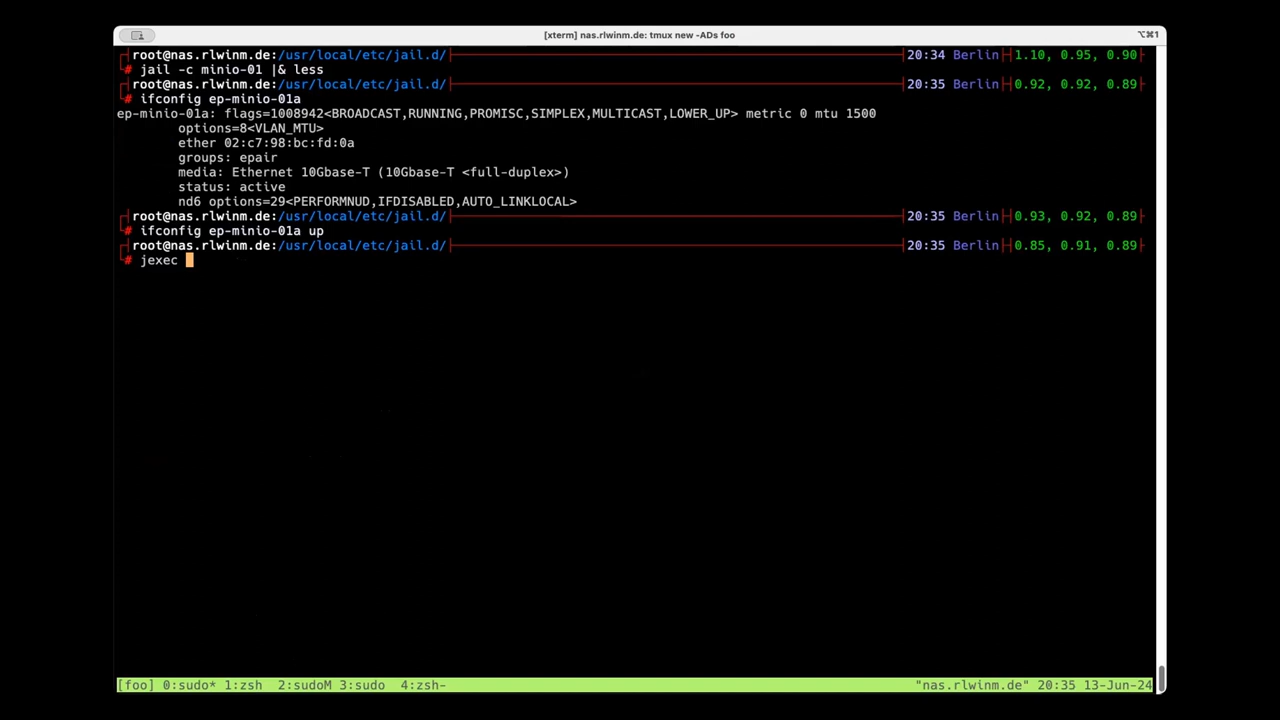 [xterm] nas.rlwinm.de: tmux new -ADs foo ⌥⌘1
root@nas.rlwinm.de:/usr/local/etc/jail.d/ 20:34 Berlin 1.10, 0.95, 0.90
# jail -c minio-01 |& less
root@nas.rlwinm.de:/usr/local/etc/jail.d/ 20:35 Berlin 0.92, 0.92, 0.89
# ifconfig ep-minio-01a
ep-minio-01a: flags=1008942<BROADCAST,RUNNING,PROMISC,SIMPLEX,MULTICAST,LOWER_UP> metric 0 mtu 1500
options=8<VLAN_MTU>
ether 02:c7:98:bc:fd:0a
groups: epair
media: Ethernet 10Gbase-T (10Gbase-T <full-duplex>)
status: active
nd6 options=29<PERFORMNUD,IFDISABLED,AUTO_LINKLOCAL>
root@nas.rlwinm.de:/usr/local/etc/jail.d/ 20:35 Berlin 0.93, 0.92, 0.89
# ifconfig ep-minio-01a up
root@nas.rlwinm.de:/usr/local/etc/jail.d/ 20:35 Berlin 0.85, 0.91, 0.89
# jexec
[foo] 0:sudo* 1:zsh  2:sudoM 3:sudo  4:zsh- "nas.rlwinm.de" 20:35 13-Jun-24